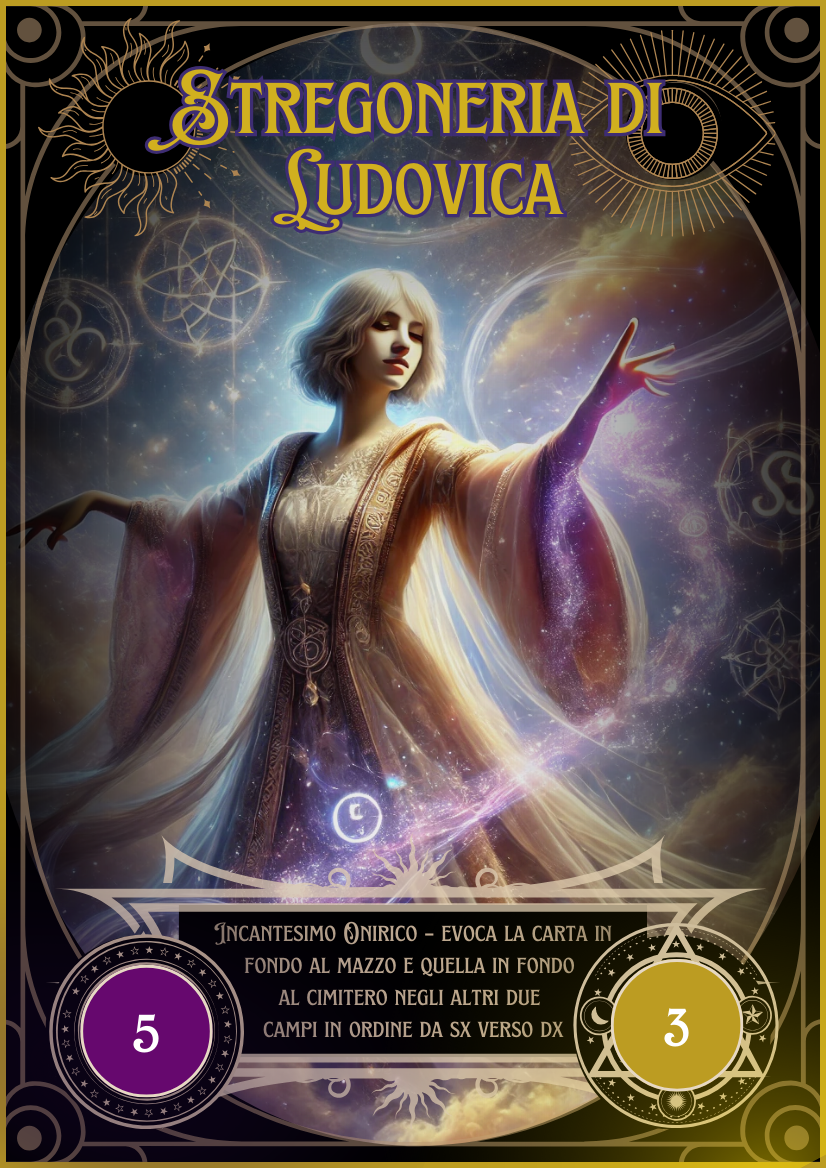 Stregoneria di
Ludovica
Incantesimo Onirico - evoca la carta in
fondo al mazzo e quella in fondo
al cimitero negli altri due
campi in ordine da sx verso dx
5
3